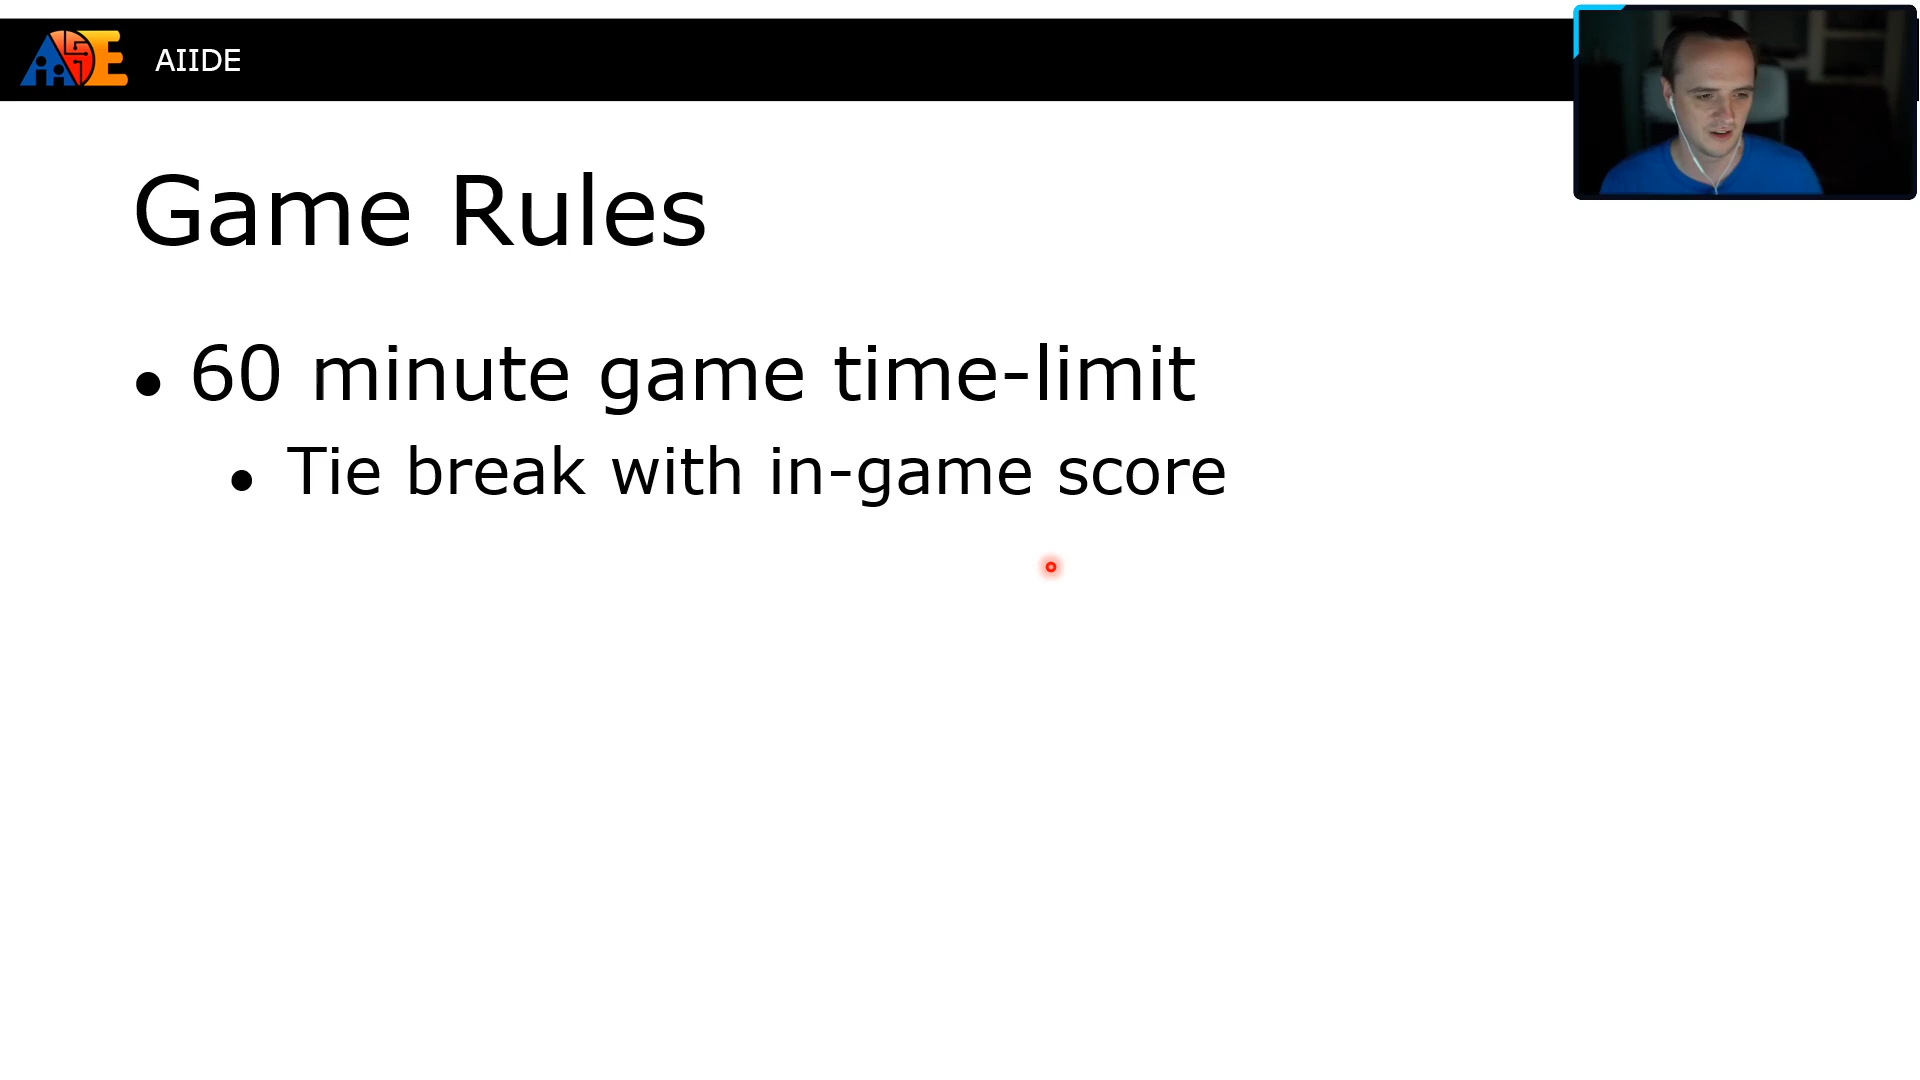 AIIDE
Game Rules
• 60 minute game time-limit
• Tie break with in-game score